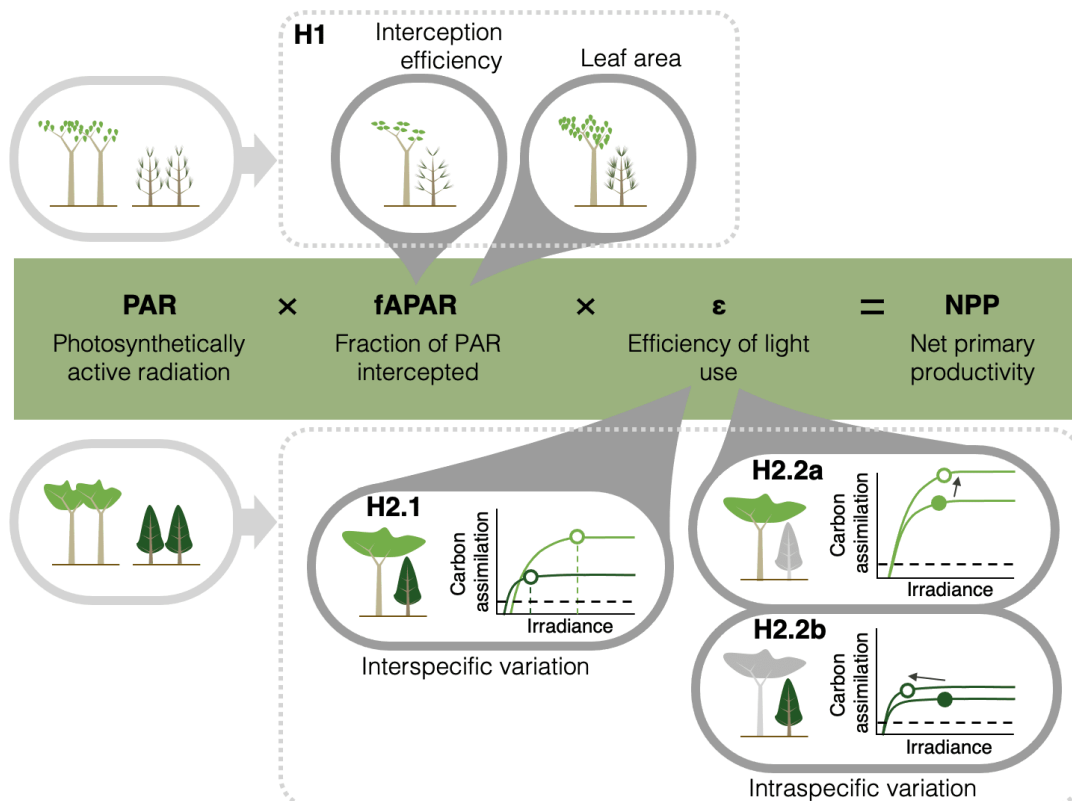 H1
Interception
efficiency
Leaf area
PAR
×
fAPAR
×
ε
=
NPP
Photosynthetically
active radiation
Fraction of PAR
intercepted
Efficiency of light
use
Net primary
productivity
H2.1
Carbon
assimilation
Irradiance
Interspecific variation
H2.2a
Carbon
assimilation
Irradiance
H2.2b
Carbon
assimilation
Irradiance
Intraspecific variation